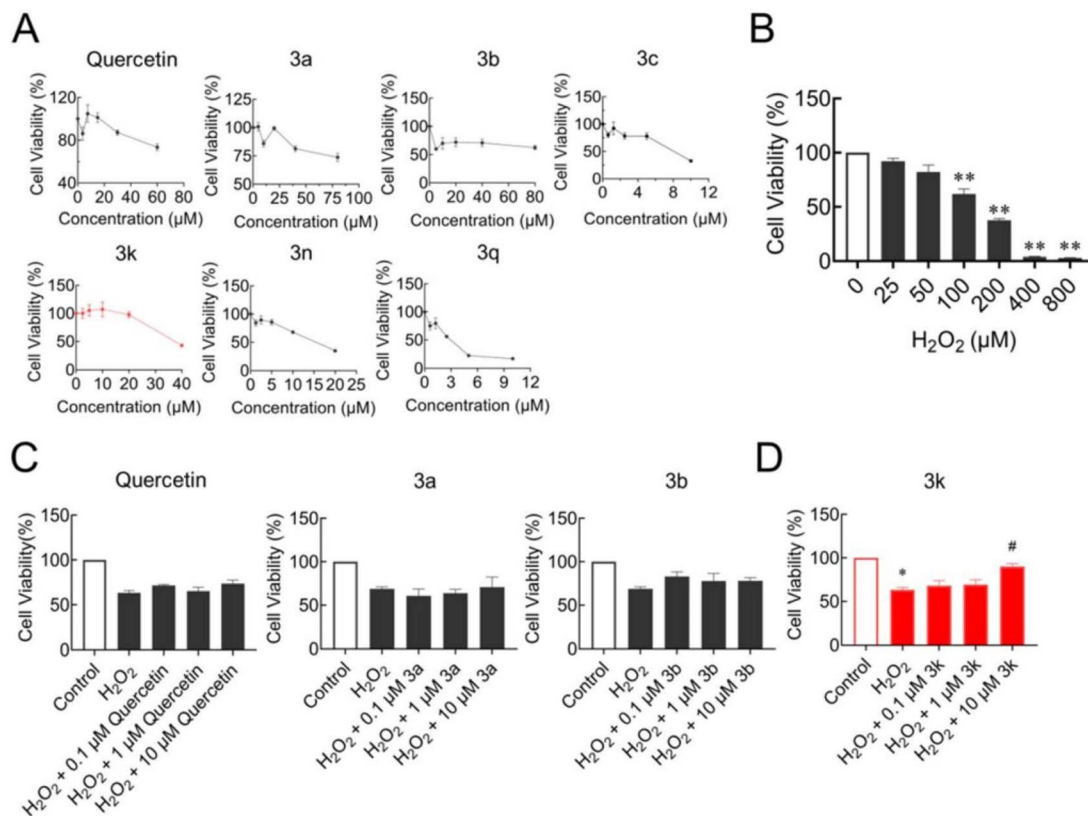 A
Quercetin
Cell Viability (%)
120
100
80
60
40
0 20 40 60 80
Concentration (µM)
3a
Cell Viability (%)
125
100
75
50
0 25 50 75 100
Concentration (µM)
3b
Cell Viability (%)
150
100
50
0
0 20 40 60 80
Concentration (µM)
3c
Cell Viability (%)
150
100
50
0
0 4 8 12
Concentration (µM)
3k
Cell Viability (%)
150
100
50
0
0 10 20 30 40
Concentration (µM)
3n
Cell Viability (%)
150
100
50
0
0 5 10 15 20 25
Concentration (µM)
3q
Cell Viability (%)
150
100
50
0
0 3 6 9 12
Concentration (µM)
B
Cell Viability (%)
150
100
50
0
**
**
**
**
0 25 50 100 200 400 800
H₂O₂ (µM)
C
Quercetin
Cell Viability(%)
150
100
50
0
Control
H₂O₂
H₂O₂ + 0.1 µM Quercetin
H₂O₂ + 1 µM Quercetin
H₂O₂ + 10 µM Quercetin
3a
Cell Viability (%)
150
100
50
0
Control
H₂O₂
H₂O₂ + 0.1 µM 3a
H₂O₂ + 1 µM 3a
H₂O₂ + 10 µM 3a
3b
Cell Viability (%)
150
100
50
0
Control
H₂O₂
H₂O₂ + 0.1 µM 3b
H₂O₂ + 1 µM 3b
H₂O₂ + 10 µM 3b
D
3k
Cell Viability (%)
150
100
50
0
*
#
Control
H₂O₂
H₂O₂ + 0.1 µM 3k
H₂O₂ + 1 µM 3k
H₂O₂ + 10 µM 3k